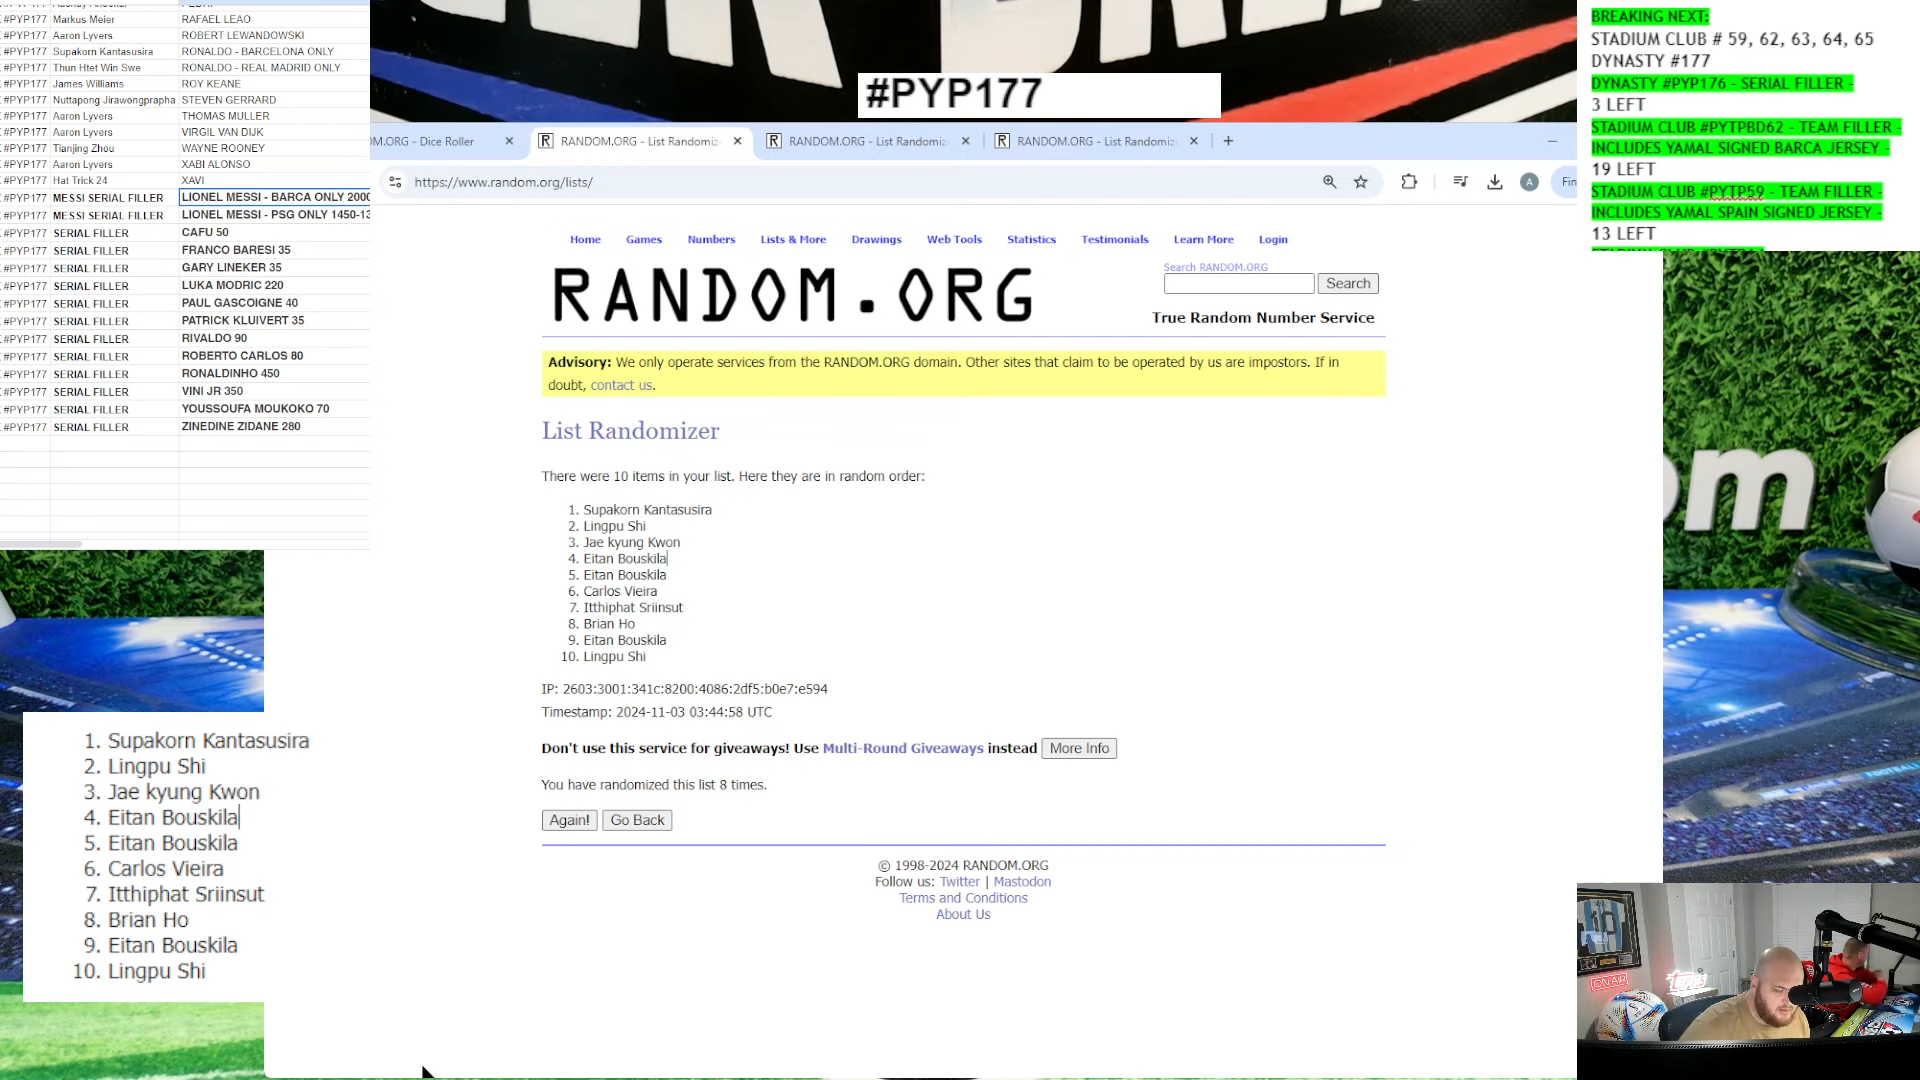 #PYP177 Markus Meier RAFAEL LEAO
#PYP177 Aaron Lyvers ROBERT LEWANDOWSKI
#PYP177 Supakorn Kantasusira RONALDO - BARCELONA ONLY
#PYP177 Thun Htet Win Swe RONALDO - REAL MADRID ONLY
#PYP177 James Williams ROY KEANE
#PYP177 Nuttapong Jirawongprapha STEVEN GERRARD
#PYP177 Aaron Lyvers THOMAS MULLER
#PYP177 Aaron Lyvers VIRGIL VAN DIJK
#PYP177 Tianjing Zhou WAYNE ROONEY
#PYP177 Aaron Lyvers XABI ALONSO
#PYP177 Hat Trick 24 XAVI
#PYP177 MESSI SERIAL FILLER LIONEL MESSI - BARCA ONLY 2000
#PYP177 MESSI SERIAL FILLER LIONEL MESSI - PSG ONLY 1450-13
#PYP177 SERIAL FILLER CAFU 50
#PYP177 SERIAL FILLER FRANCO BARESI 35
#PYP177 SERIAL FILLER GARY LINEKER 35
#PYP177 SERIAL FILLER LUKA MODRIC 220
#PYP177 SERIAL FILLER PAUL GASCOIGNE 40
#PYP177 SERIAL FILLER PATRICK KLUIVERT 35
#PYP177 SERIAL FILLER RIVALDO 90
#PYP177 SERIAL FILLER ROBERTO CARLOS 80
#PYP177 SERIAL FILLER RONALDINHO 450
#PYP177 SERIAL FILLER VINI JR 350
#PYP177 SERIAL FILLER YOUSSOUFA MOUKOKO 70
#PYP177 SERIAL FILLER ZINEDINE ZIDANE 280
#PYP177
M.ORG - Dice Roller
RANDOM.ORG - List Randomiz
RANDOM.ORG - List Randomiz
RANDOM.ORG - List Randomiz
https://www.random.org/lists/
A
Fin
Home Games Numbers Lists & More Drawings Web Tools Statistics Testimonials Learn More Login
RANDOM.ORG
Search RANDOM.ORG
Search
True Random Number Service
Advisory: We only operate services from the RANDOM.ORG domain. Other sites that claim to be operated by us are impostors. If in
doubt, contact us.
List Randomizer
There were 10 items in your list. Here they are in random order:
1. Supakorn Kantasusira
2. Lingpu Shi
3. Jae kyung Kwon
4. Eitan Bouskila
5. Eitan Bouskila
6. Carlos Vieira
7. Itthiphat Sriinsut
8. Brian Ho
9. Eitan Bouskila
10. Lingpu Shi
IP: 2603:3001:341c:8200:4086:2df5:b0e7:e594
Timestamp: 2024-11-03 03:44:58 UTC
Don't use this service for giveaways! Use Multi-Round Giveaways instead More Info
You have randomized this list 8 times.
Again! Go Back
© 1998-2024 RANDOM.ORG
Follow us: Twitter | Mastodon
Terms and Conditions
About Us
BREAKING NEXT:
STADIUM CLUB # 59, 62, 63, 64, 65
DYNASTY #177
DYNASTY #PYP176 - SERIAL FILLER -
3 LEFT
STADIUM CLUB #PYTPBD62 - TEAM FILLER -
INCLUDES YAMAL SIGNED BARCA JERSEY -
19 LEFT
STADIUM CLUB #PYTP59 - TEAM FILLER -
INCLUDES YAMAL SPAIN SIGNED JERSEY -
13 LEFT
1. Supakorn Kantasusira
2. Lingpu Shi
3. Jae kyung Kwon
4. Eitan Bouskila
5. Eitan Bouskila
6. Carlos Vieira
7. Itthiphat Sriinsut
8. Brian Ho
9. Eitan Bouskila
10. Lingpu Shi
om
ON AIR
topps
10